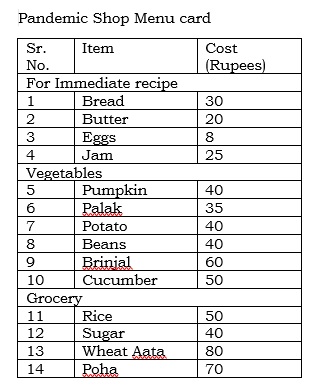 Pandemic Shop Menu card
Sr. No. Item Cost (Rupees)
For Immediate recipe
1 Bread 30
2 Butter 20
3 Eggs 8
4 Jam 25
Vegetables
5 Pumpkin 40
6 Palak 35
7 Potato 40
8 Beans 40
9 Brinjal 60
10 Cucumber 50
Grocery
11 Rice 50
12 Sugar 40
13 Wheat Aata 80
14 Poha 70